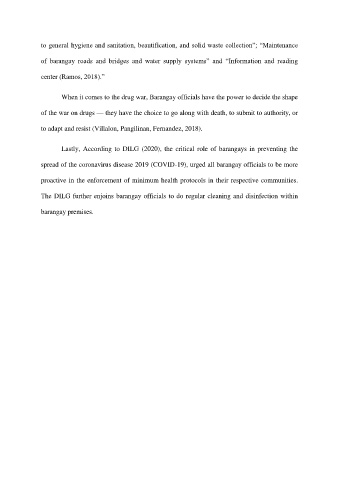 to general hygiene and sanitation, beautification, and solid waste collection"; "Maintenance
of barangay roads and bridges and water supply systems" and "Information and reading
center (Ramos, 2018)."
When it comes to the drug war, Barangay officials have the power to decide the shape
of the war on drugs — they have the choice to go along with death, to submit to authority, or
to adapt and resist (Villalon, Pangilinan, Fernandez, 2018).
Lastly, According to DILG (2020), the critical role of barangays in preventing the
spread of the coronavirus disease 2019 (COVID-19), urged all barangay officials to be more
proactive in the enforcement of minimum health protocols in their respective communities.
The DILG further enjoins barangay officials to do regular cleaning and disinfection within
barangay premises.